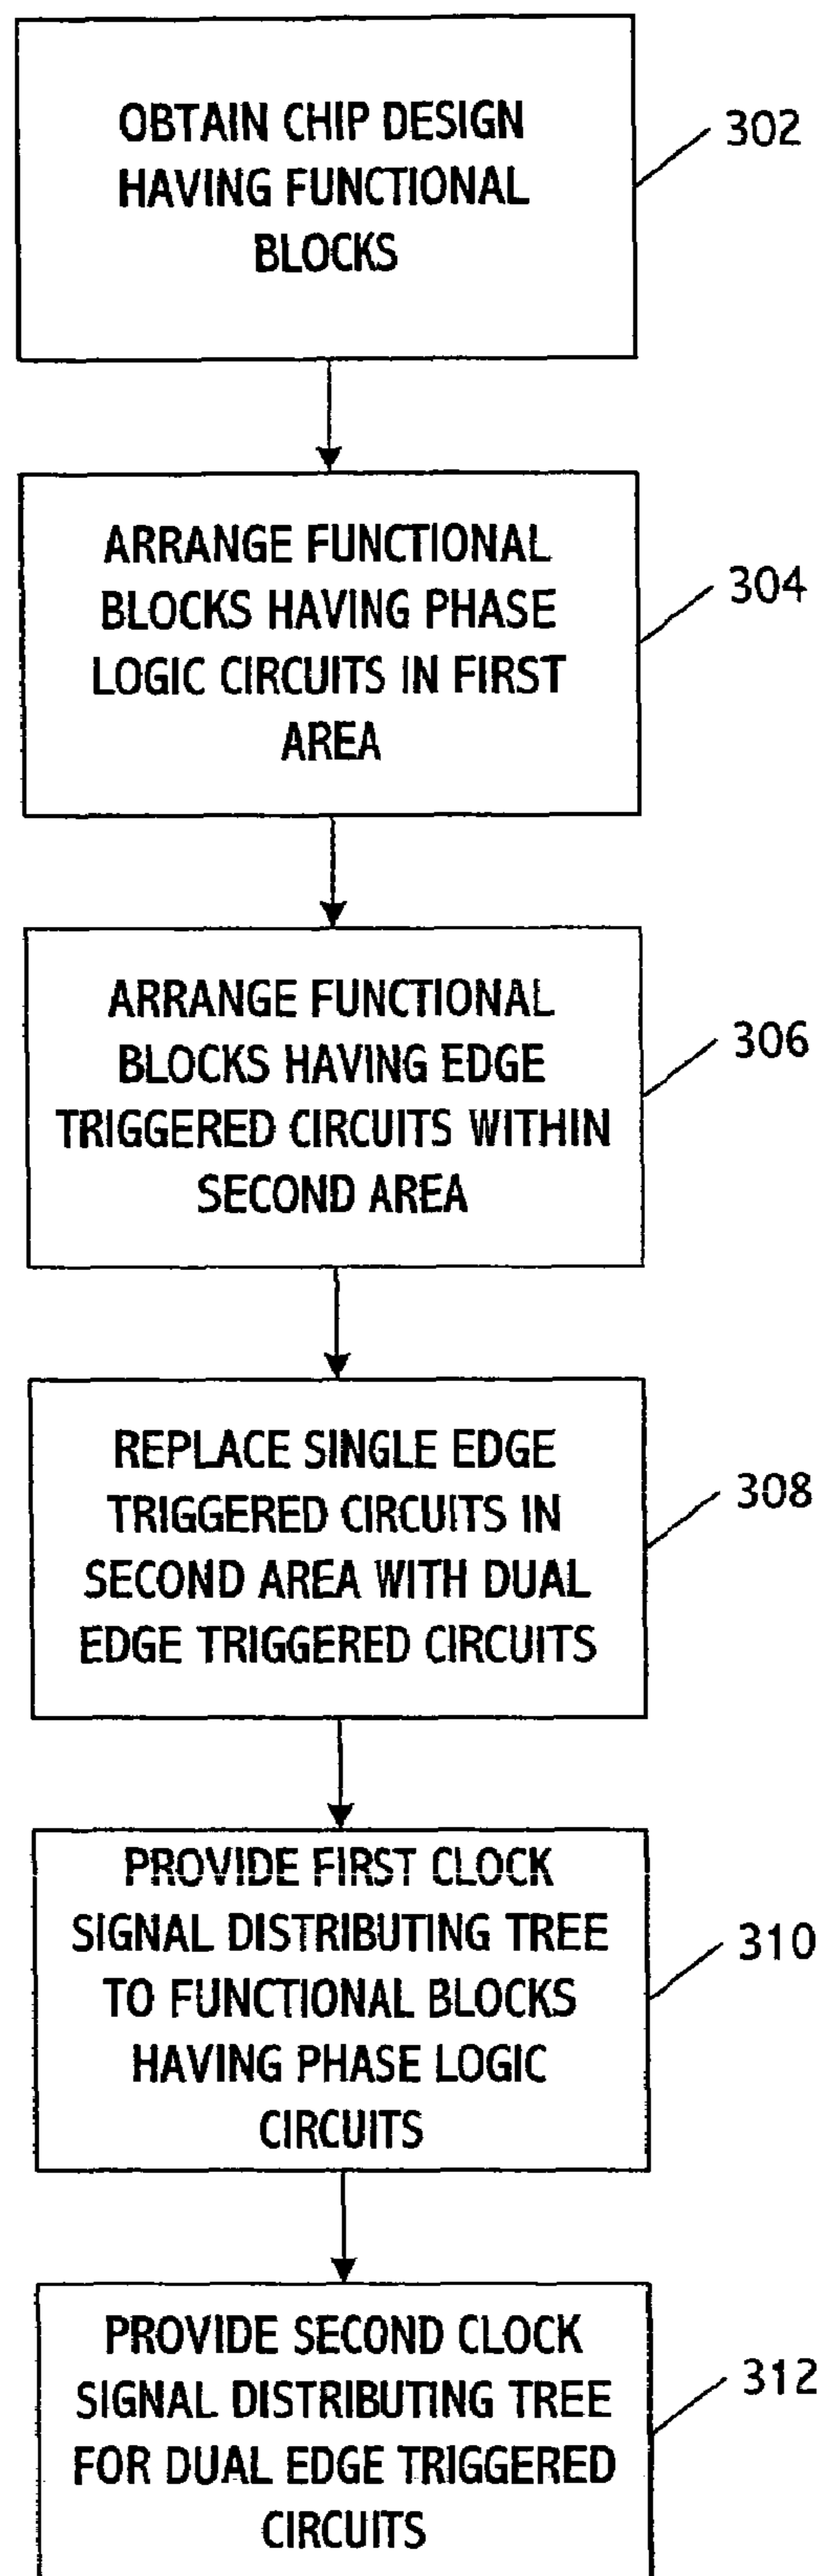 OBTAIN CHIP DESIGN
HAVING FUNCTIONAL
BLOCKS
302
ARRANGE FUNCTIONAL
BLOCKS HAVING PHASE
LOGIC CIRCUITS IN FIRST
AREA
304
ARRANGE FUNCTIONAL
BLOCKS HAVING EDGE
TRIGGERED CIRCUITS WITHIN
SECOND AREA
306
REPLACE SINGLE EDGE
TRIGGERED CIRCUITS IN
SECOND AREA WITH DUAL
EDGE TRIGGERED CIRCUITS
308
PROVIDE FIRST CLOCK
SIGNAL DISTRIBUTING TREE
TO FUNCTIONAL BLOCKS
HAVING PHASE LOGIC
CIRCUITS
310
PROVIDE SECOND CLOCK
SIGNAL DISTRIBUTING TREE
FOR DUAL EDGE TRIGGERED
CIRCUITS
312